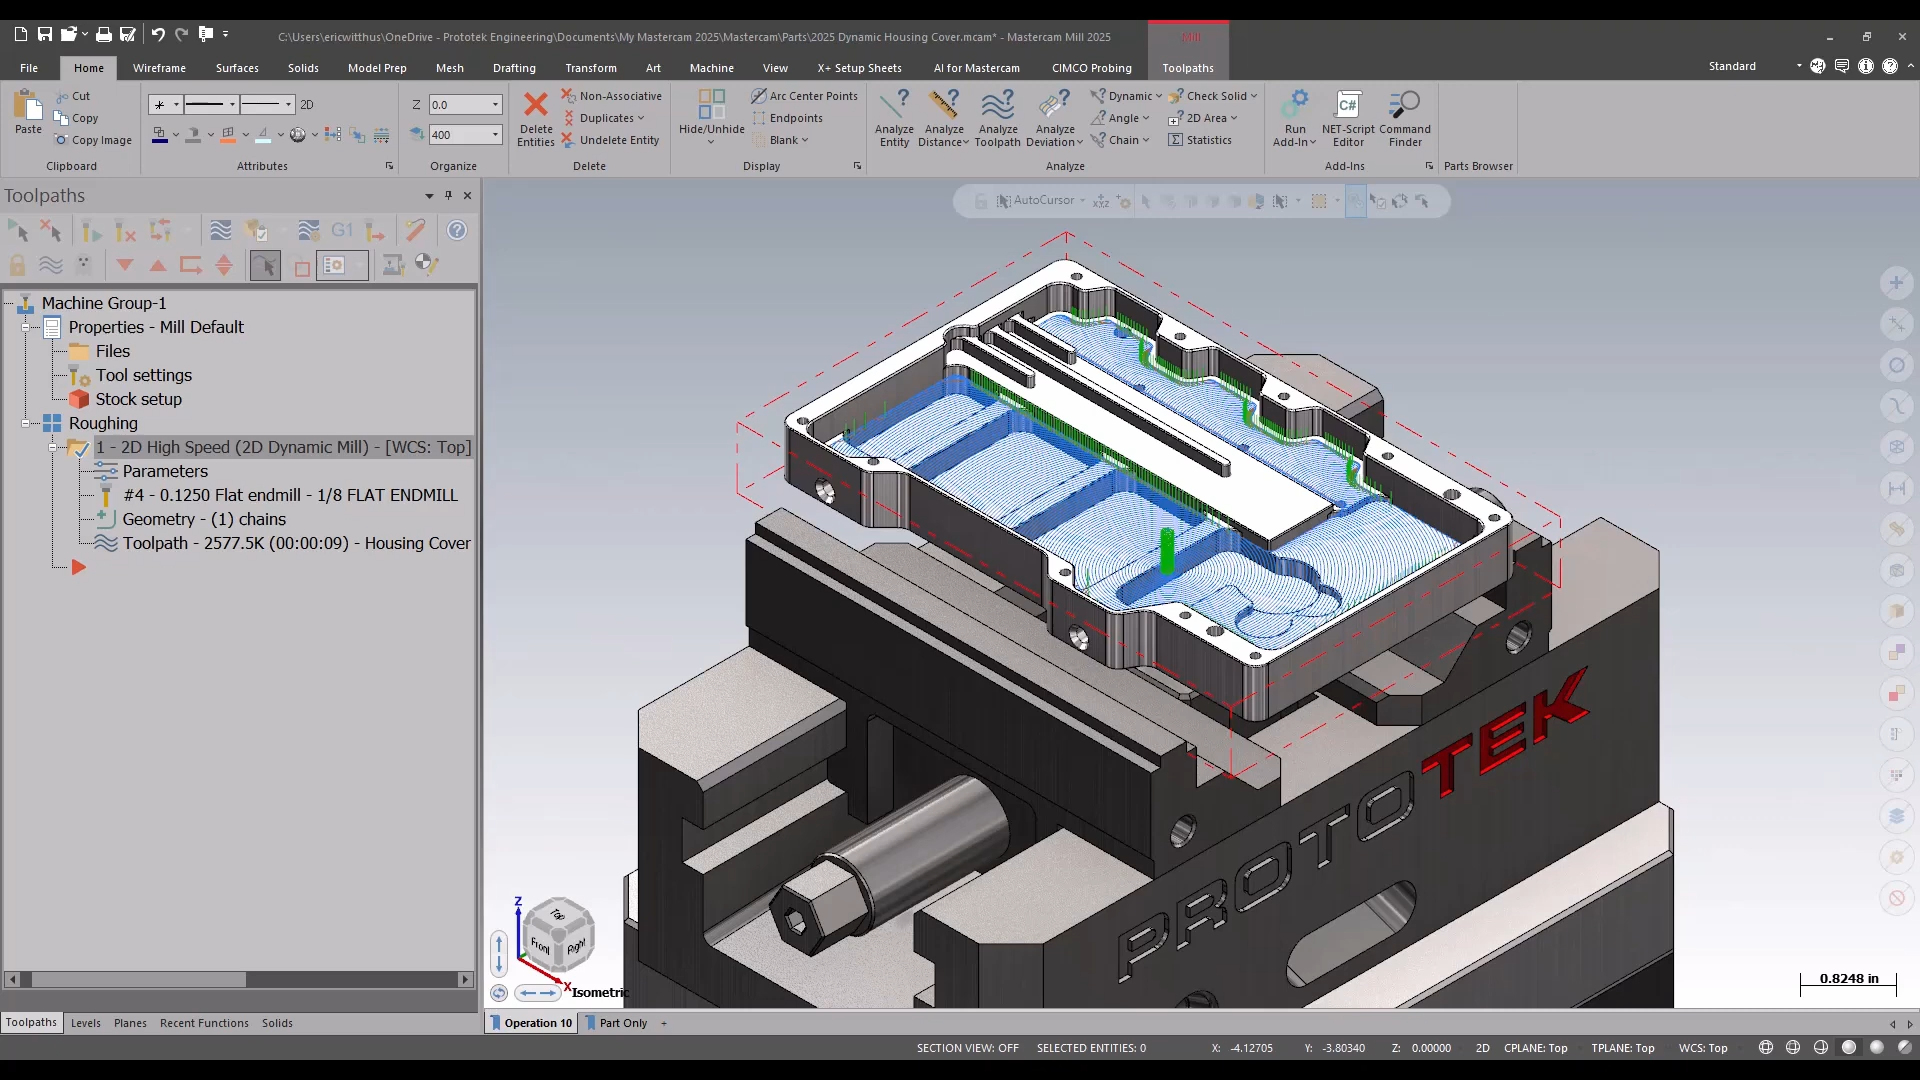 C:\Users\ericwitthus\OneDrive - Prototek Engineering\Documents\My Mastercam 2025\Mastercam\Parts\2025 Dynamic Housing Cover.mcam* - Mastercam Mill 2025
Mill
File Home Wireframe Surfaces Solids Model Prep Mesh Drafting Transform Art Machine View X+ Setup Sheets AI for Mastercam CIMCO Probing Toolpaths Standard
Paste
Cut
Copy
Copy Image
Clipboard
2D
Attributes
Z 0.0
400
Organize
Delete
Entities
Non-Associative
Duplicates
Undelete Entity
Delete
Hide/Unhide
Arc Center Points
Endpoints
Blank
Display
Analyze
Entity
Analyze
Distance
Analyze
Toolpath
Analyze
Deviation
Dynamic
Angle
Chain
Check Solid
2D Area
Statistics
Analyze
Run
Add-In
C#
NET-Script
Editor
Command
Finder
Add-Ins
Parts Browser
Toolpaths
G1
AutoCursor
Machine Group-1
Properties - Mill Default
Files
Tool settings
Stock setup
Roughing
1 - 2D High Speed (2D Dynamic Mill) - [WCS: Top]
Parameters
#4 - 0.1250 Flat endmill - 1/8 FLAT ENDMILL
Geometry - (1) chains
Toolpath - 2577.5K (00:00:09) - Housing Cover
PROTOTEK
Z
Top
Front
Right
X
Isometric
0.8248 in
Toolpaths Levels Planes Recent Functions Solids
Operation 10 Part Only +
SECTION VIEW: OFF SELECTED ENTITIES: 0 X: -4.12705 Y: -3.80340 Z: 0.00000 2D CPLANE: Top TPLANE: Top WCS: Top